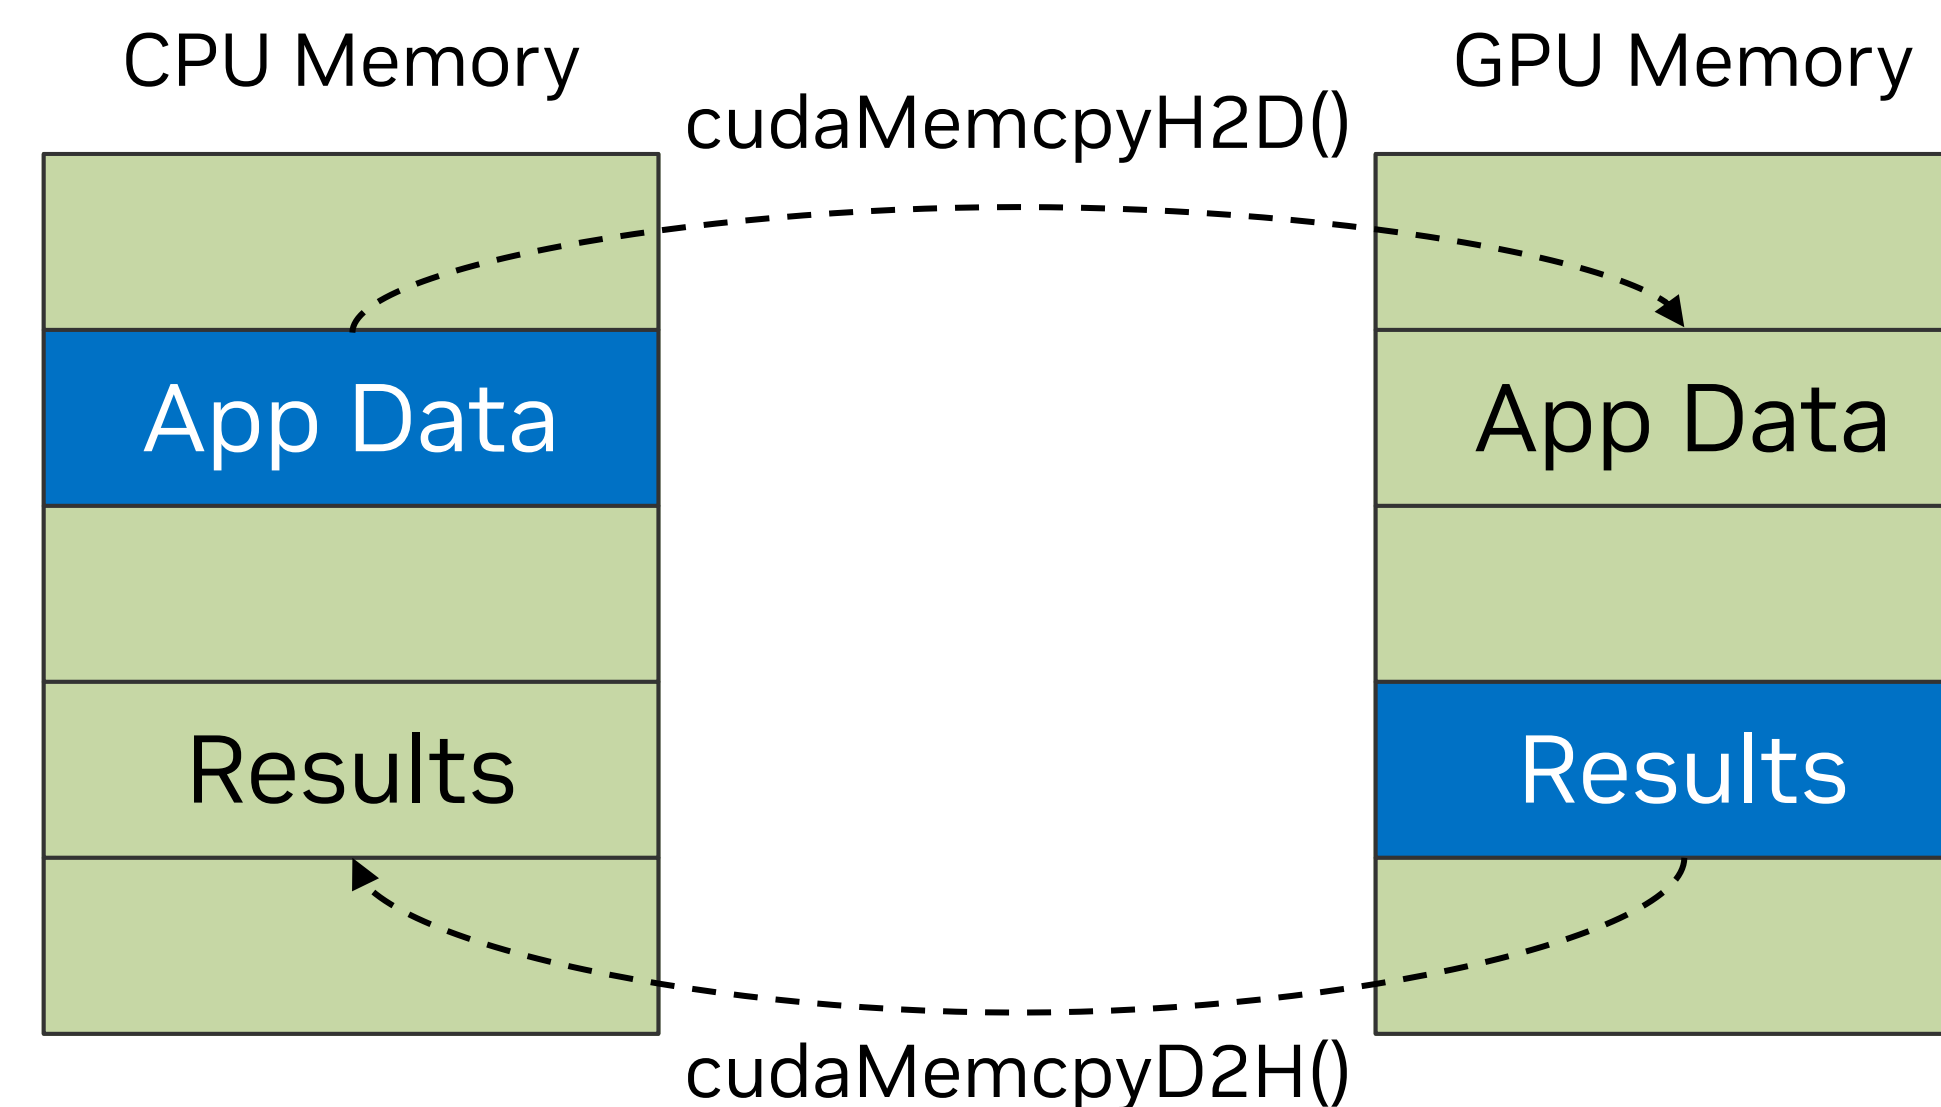 CPU Memory
GPU Memory
cudaMemcpyH2D()
App Data
App Data
Results
Results
cudaMemcpyD2H()